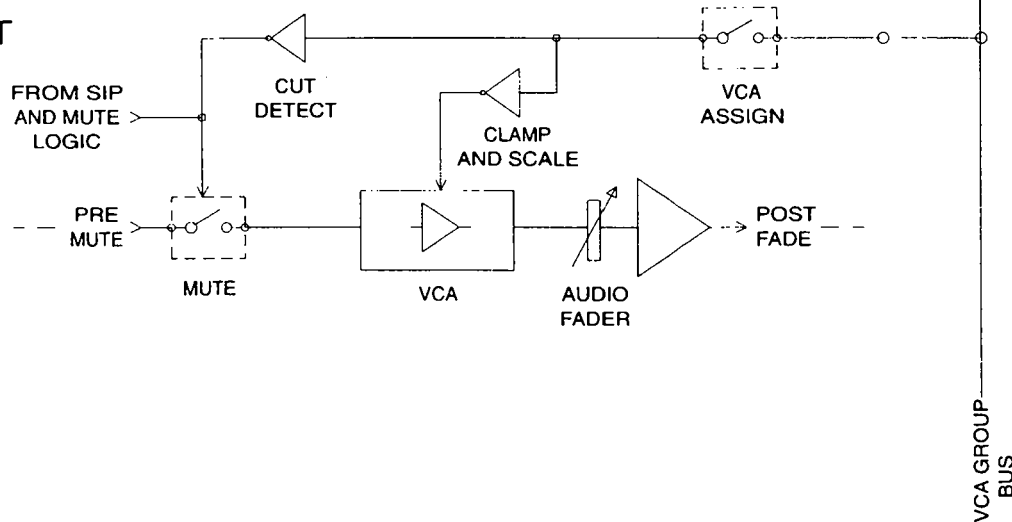 T
CUT
DETECT
VCA
ASSIGN
FROM SIP
AND MUTE
LOGIC
CLAMP
AND SCALE
PRE
MUTE
POST
FADE
MUTE
VCA
AUDIO
FADER
VCA GROUP
BUS